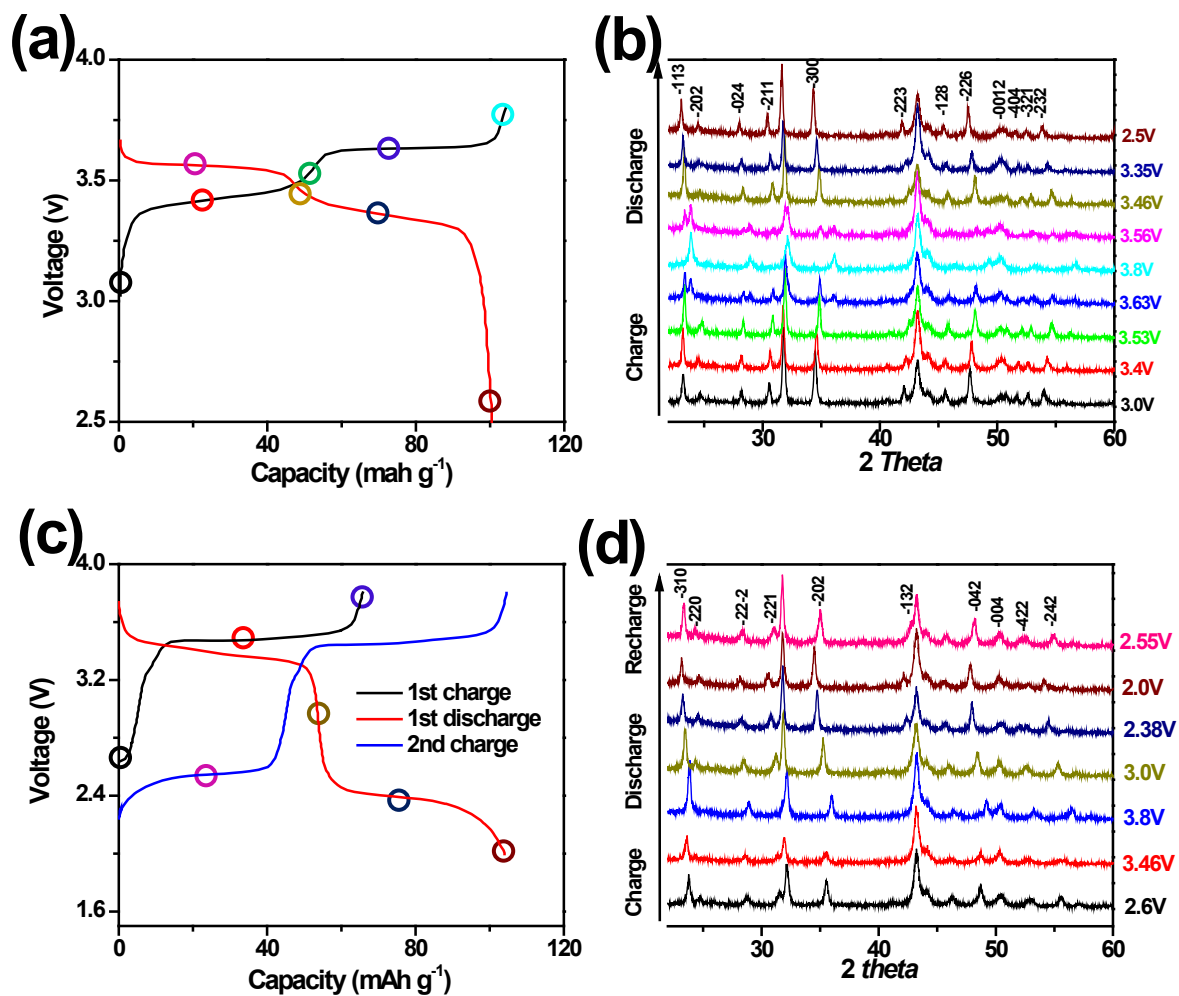 (a)
4.0
3.5
3.0
2.5
Voltage (v)
0
40
80
120
Capacity (mah g-1)
(b)
Discharge
Charge
-113
-202
-024
-211
300
-223
-128
-226
-0012
-404
-321
-232
2.5V
3.35V
3.46V
3.56V
3.8V
3.63V
3.53V
3.4V
3.0V
30
40
50
60
2 Theta
(c)
4.0
3.2
2.4
1.6
Voltage (V)
1st charge
1st discharge
2nd charge
0
40
80
120
Capacity (mAh g-1)
(d)
Recharge
Discharge
Charge
-310
-220
-22-2
-221
-202
-132
-042
-004
-422
-242
2.55V
2.0V
2.38V
3.0V
3.8V
3.46V
2.6V
30
40
50
60
2 theta